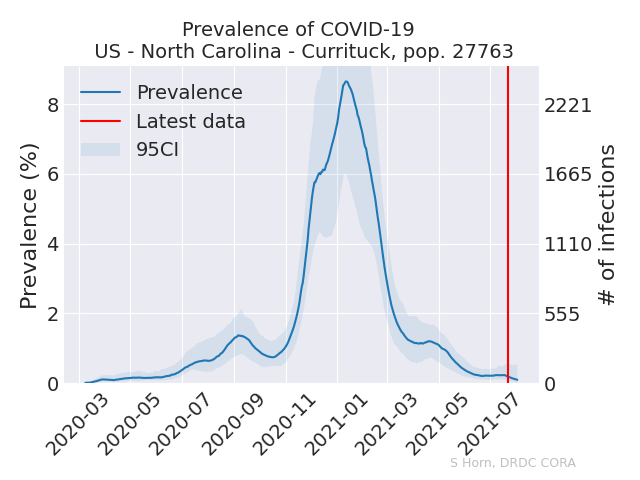 Prevalence of COVID-19
US - North Carolina - Currituck, pop. 27763
Prevalence
Latest data
95CI
Prevalence (%)
8
6
4
2
0
2221
1665
1110
555
0
# of infections
2020-03
2020-05
2020-07
2020-09
2020-11
2021-01
2021-03
2021-05
2021-07
S Horn, DRDC CORA